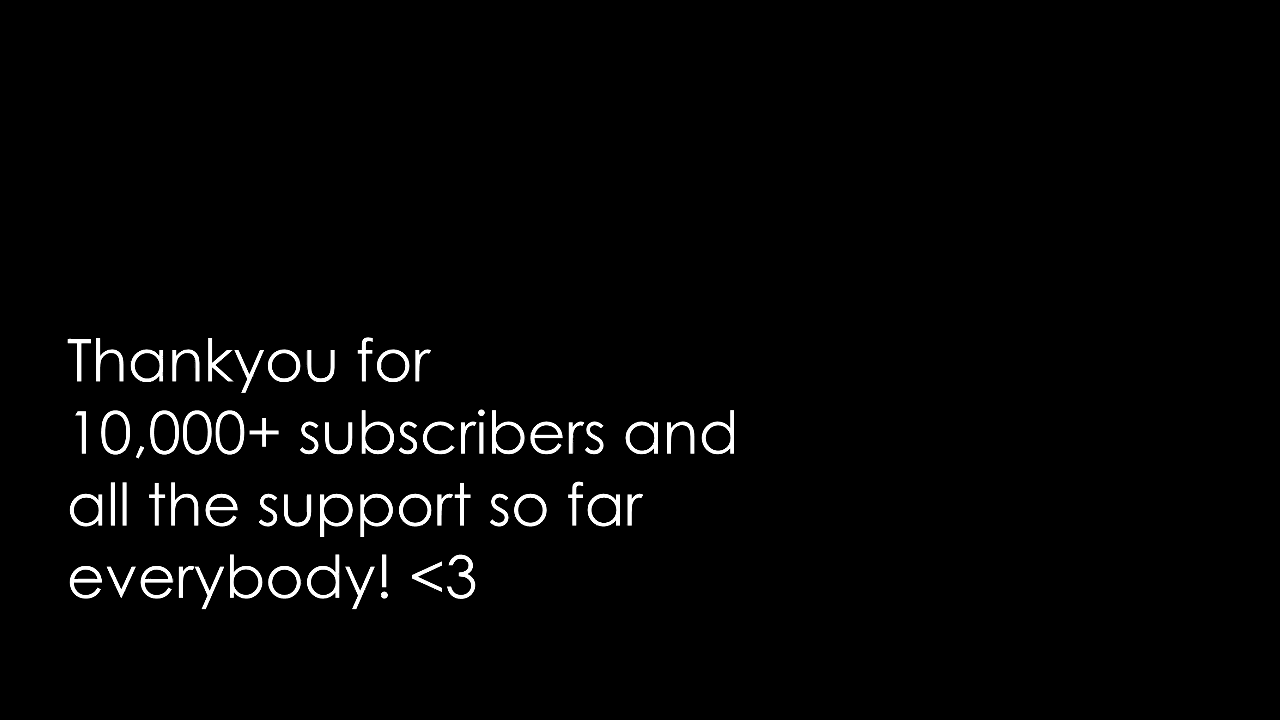 Thankyou for
10,000+ subscribers and
all the support so far
everybody! <3